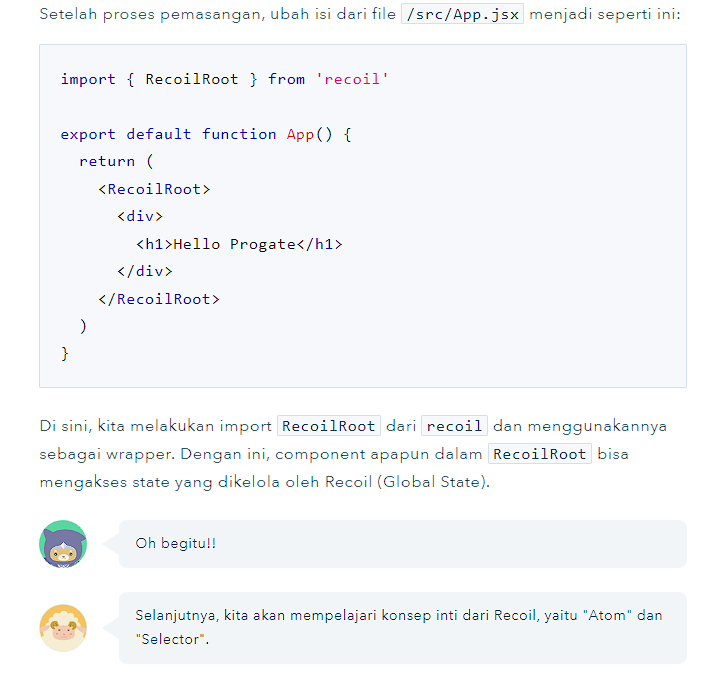 Setelah proses pemasangan, ubah isi dari file /src/App.jsx menjadi seperti ini:
import { RecoilRoot } from 'recoil'
export default function App() {
  return (
    <RecoilRoot>
      <div>
        <h1>Hello Progate</h1>
      </div>
    </RecoilRoot>
  )
}
Di sini, kita melakukan import RecoilRoot dari recoil dan menggunakannya
sebagai wrapper. Dengan ini, component apapun dalam RecoilRoot bisa
mengakses state yang dikelola oleh Recoil (Global State).
Oh begitu!!
Selanjutnya, kita akan mempelajari konsep inti dari Recoil, yaitu "Atom" dan
"Selector".